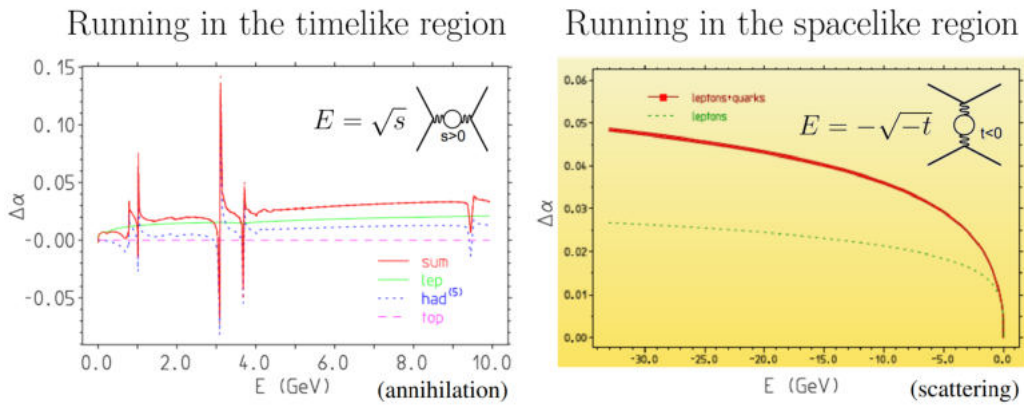 Running in the timelike region
0.15
0.10
0.05
-0.00
-0.05
Δα
E = √s
s>0
sum
lep
had(5)
top
0.0 2.0 4.0 6.0 8.0 10.0
E (GeV)
(annihilation)
Running in the spacelike region
0.06
0.05
0.04
0.03
0.02
0.01
0.00
Δα
leptons+quarks
leptons
E = −√−t
t<0
-30.0 -25.0 -20.0 -15.0 -10.0 -5.0 0.0
E (GeV)
(scattering)